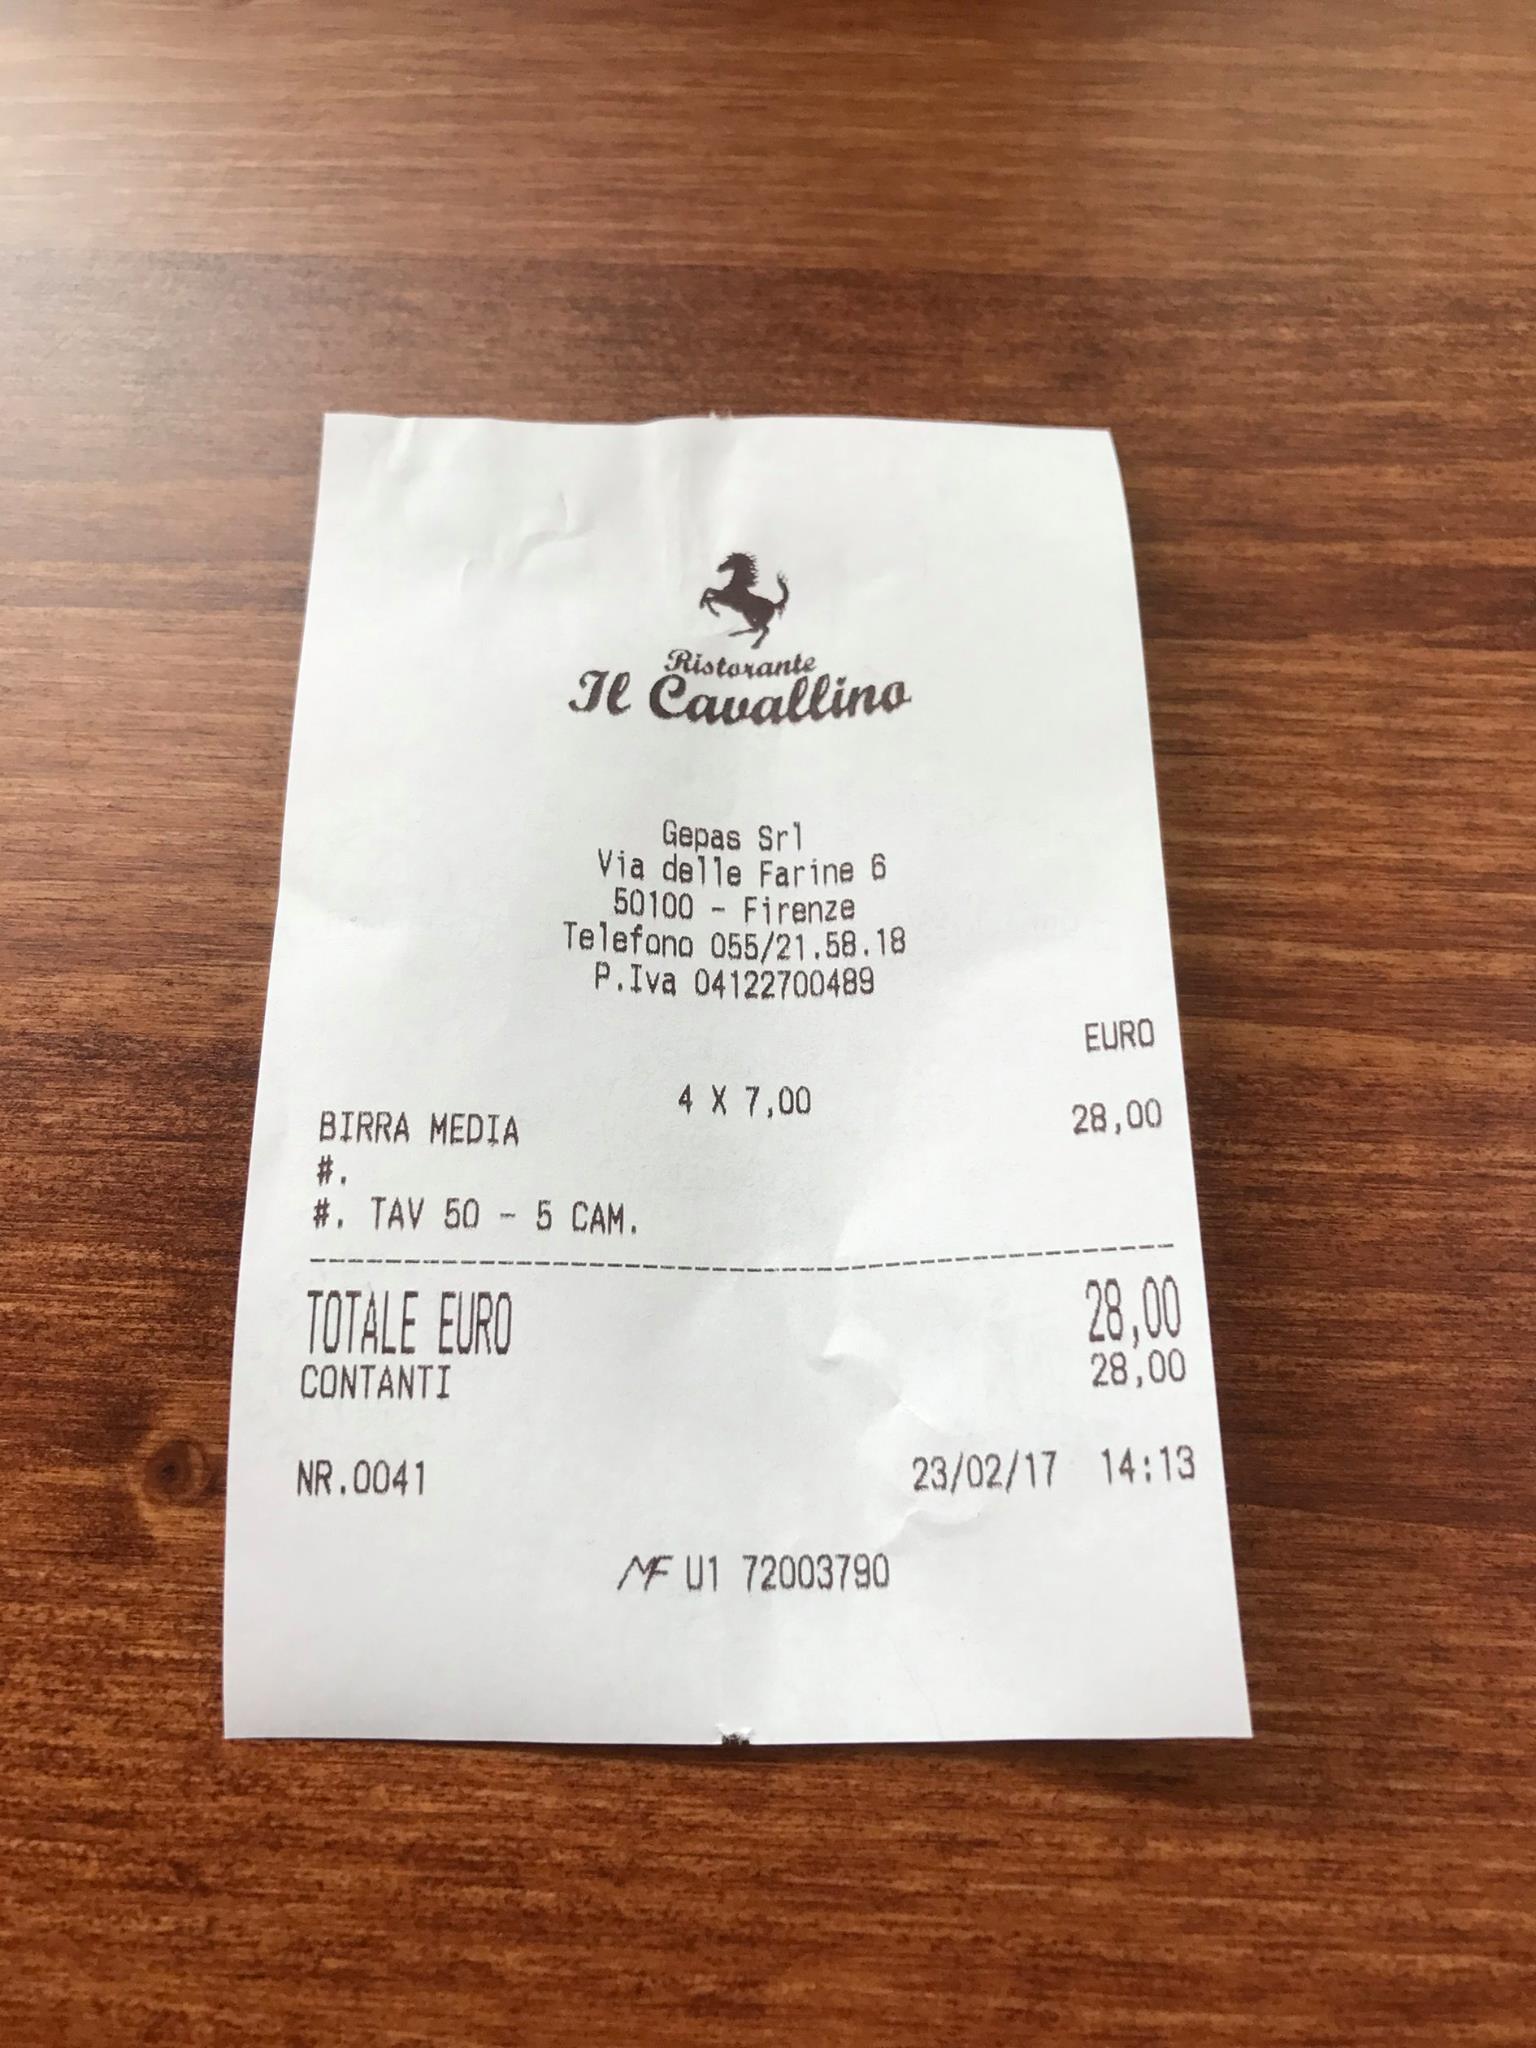 Ristorante
Il Cavallino
Gepas Srl
Via delle Farine 6
50100 - Firenze
Telefono 055/21.58.18
P.Iva 04122700489
EURO
4 X 7,00
BIRRA MEDIA 28,00
#.
#. TAV 50 - 5 CAM.
TOTALE EURO 28,00
CONTANTI 28,00
NR.0041 23/02/17 14:13
MF U1 72003790